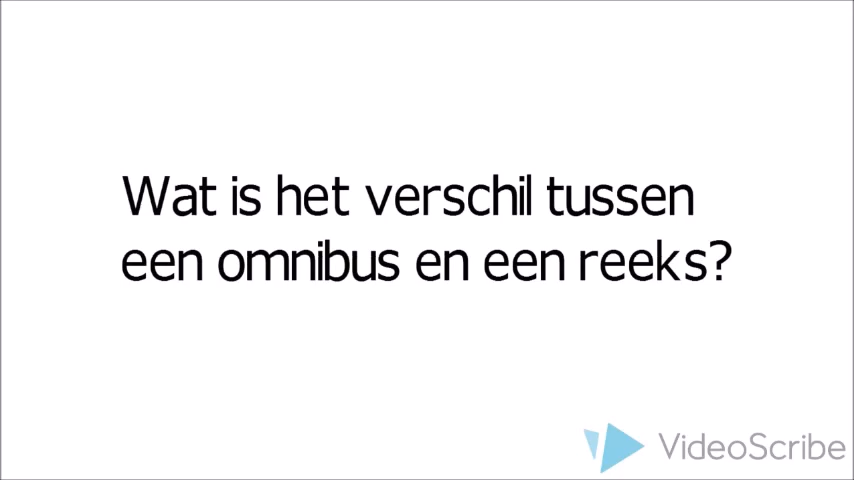 Wat is het verschil tussen
een omnibus en een reeks?
VideoScribe